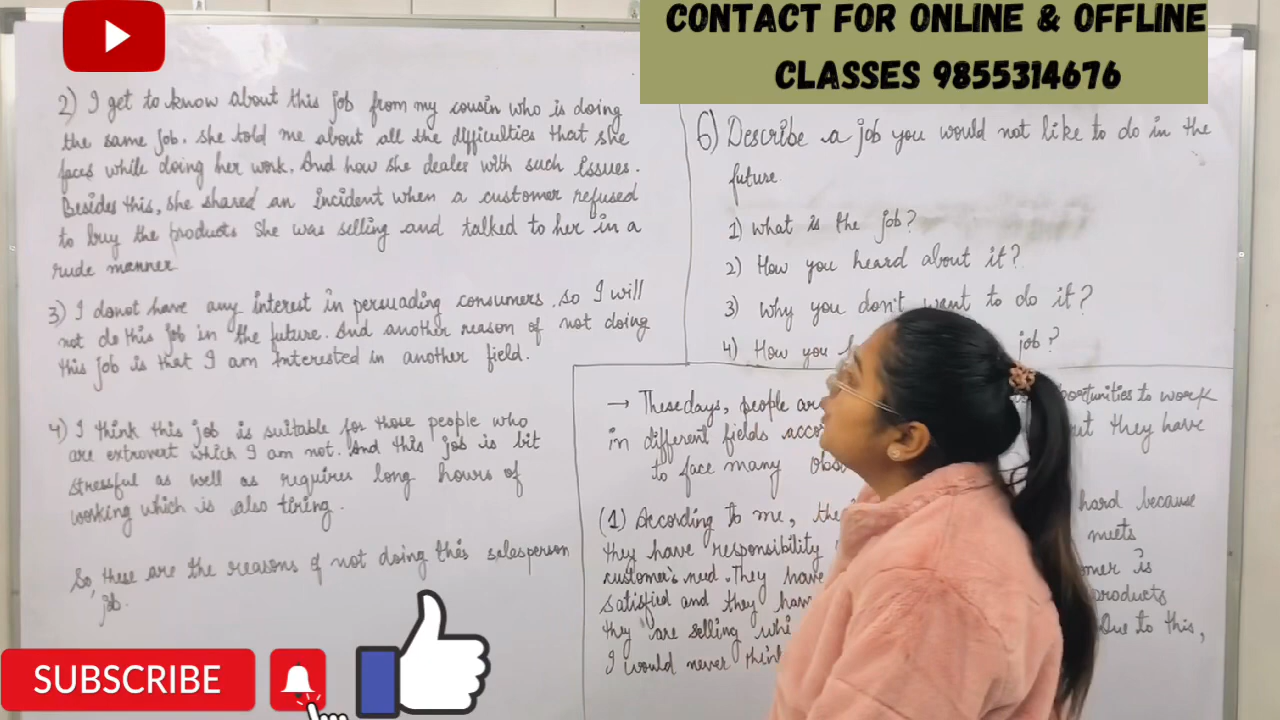 CONTACT FOR ONLINE & OFFLINE
CLASSES 9855314676
6) Describe a job you would not like to do in the
future
1) What is the job?
2) How you heard about it?
3) Why you don't want to do it?
4) How you job?
→ These days, people are opportunities to work
in different fields but they have
to face many
(1) According to me, the hard because
they have responsibility meets
customer's need. They have customer is
satisfied and they have products
they are selling Due to this,
I would never think
2) I get to know about this job from my cousin who is doing
the same job. she told me about all the difficulties that she
faces while doing her work. And how she deales with such issues.
Besides this, she shared an incident when a customer refused
to buy the products she was selling and talked to her in a
rude manner
3) I donot have any interest in persuading consumers. so I will
not do this job in the future. And another reason of not doing
this job is that I am interested in another field.
4) I think this job is suitable for those people who
are extrovert which I am not. And this job is bit
stressful as well as requires long hours of
working which is also tiring.
So, these are the reasons of not doing this salesperson
job.
SUBSCRIBE